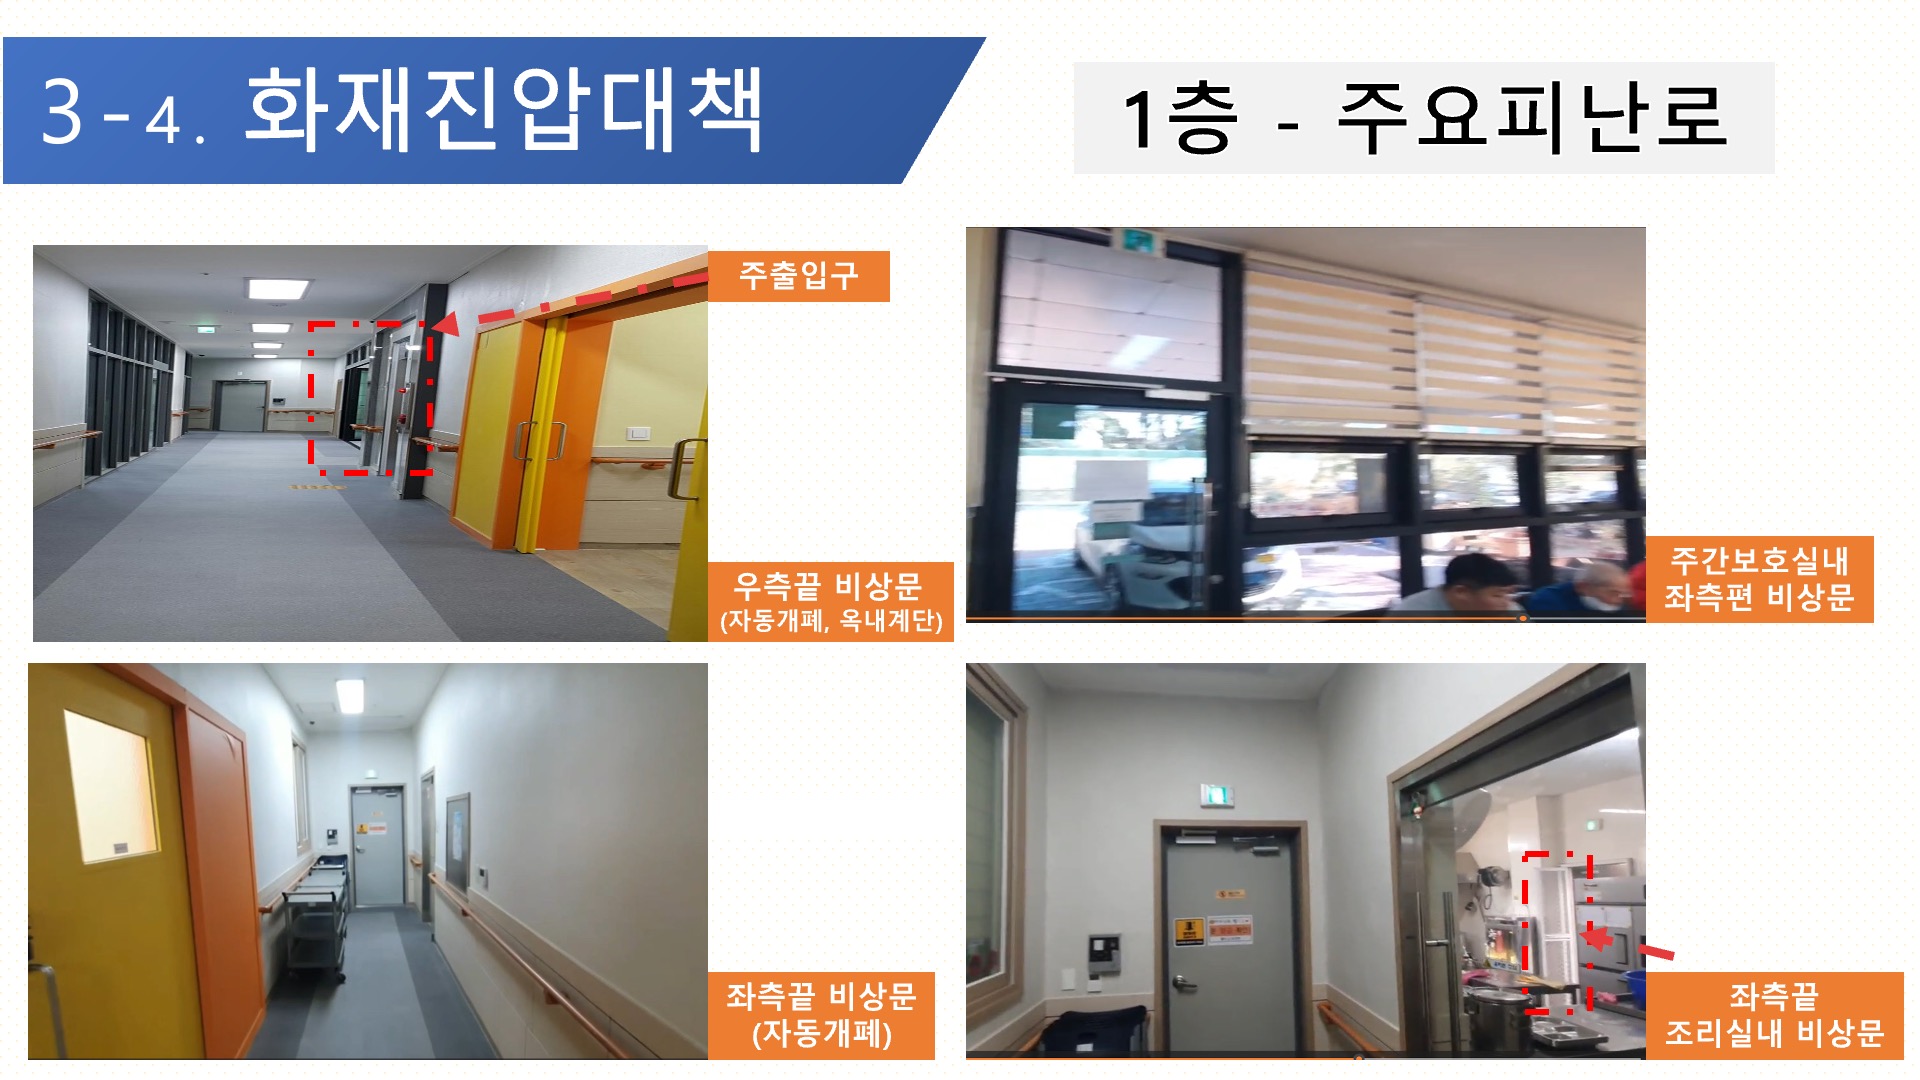 3-4. 화재진압대책
1층 - 주요피난로
주출입구
우측끝 비상문
(자동개폐, 옥내계단)
주간보호실내
좌측편 비상문
좌측끝 비상문
(자동개폐)
좌측끝
조리실내 비상문